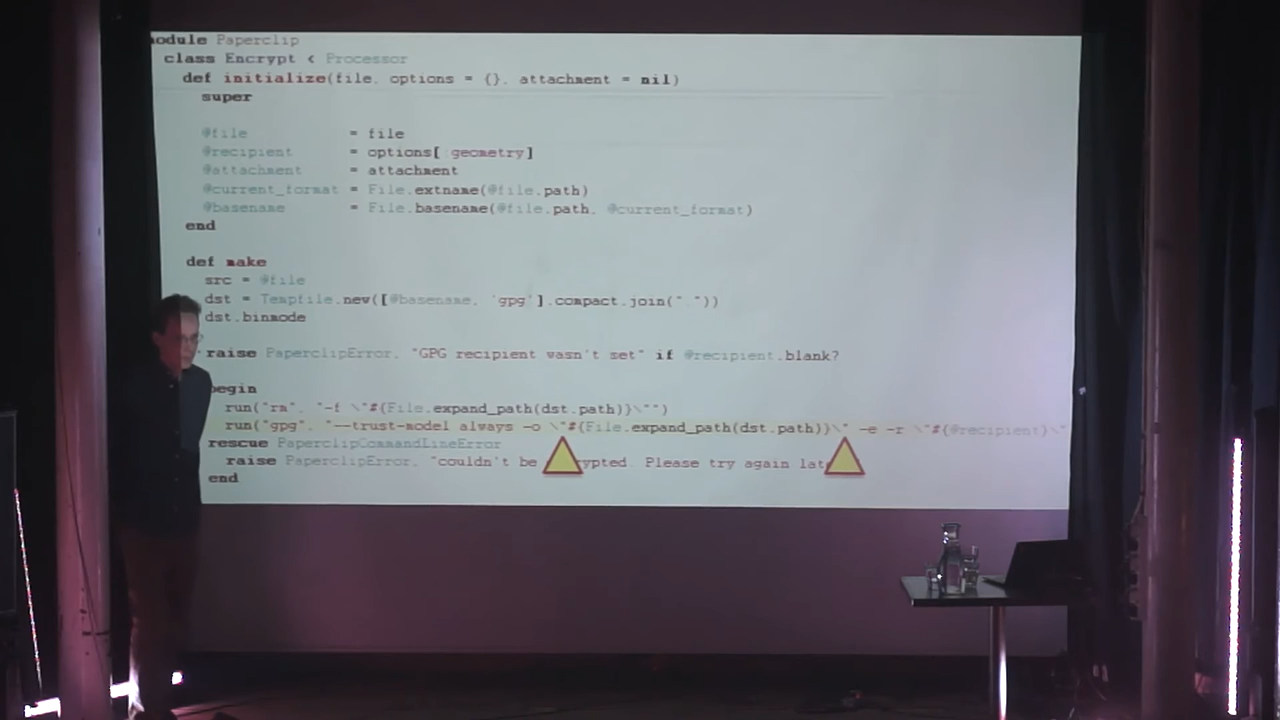 module Paperclip
class Encrypt < Processor
def initialize(file, options = {}, attachment = nil)
super
@file = file
@recipient = options[:geometry]
@attachment = attachment
@current_format = File.extname(@file.path)
@basename = File.basename(@file.path, @current_format)
end
def make
src = @file
dst = Tempfile.new([@basename, 'gpg'].compact.join("."))
dst.binmode
raise PaperclipError, "GPG recipient wasn't set" if @recipient.blank?
begin
run("rm", "-f \"#{File.expand_path(dst.path)}\"")
run("gpg", "--trust-model always -o \"#{File.expand_path(dst.path)}\" -e -r \"#{@recipient}\"
rescue PaperclipCommandLineError
raise PaperclipError, "couldn't be ypted. Please try again lat
end